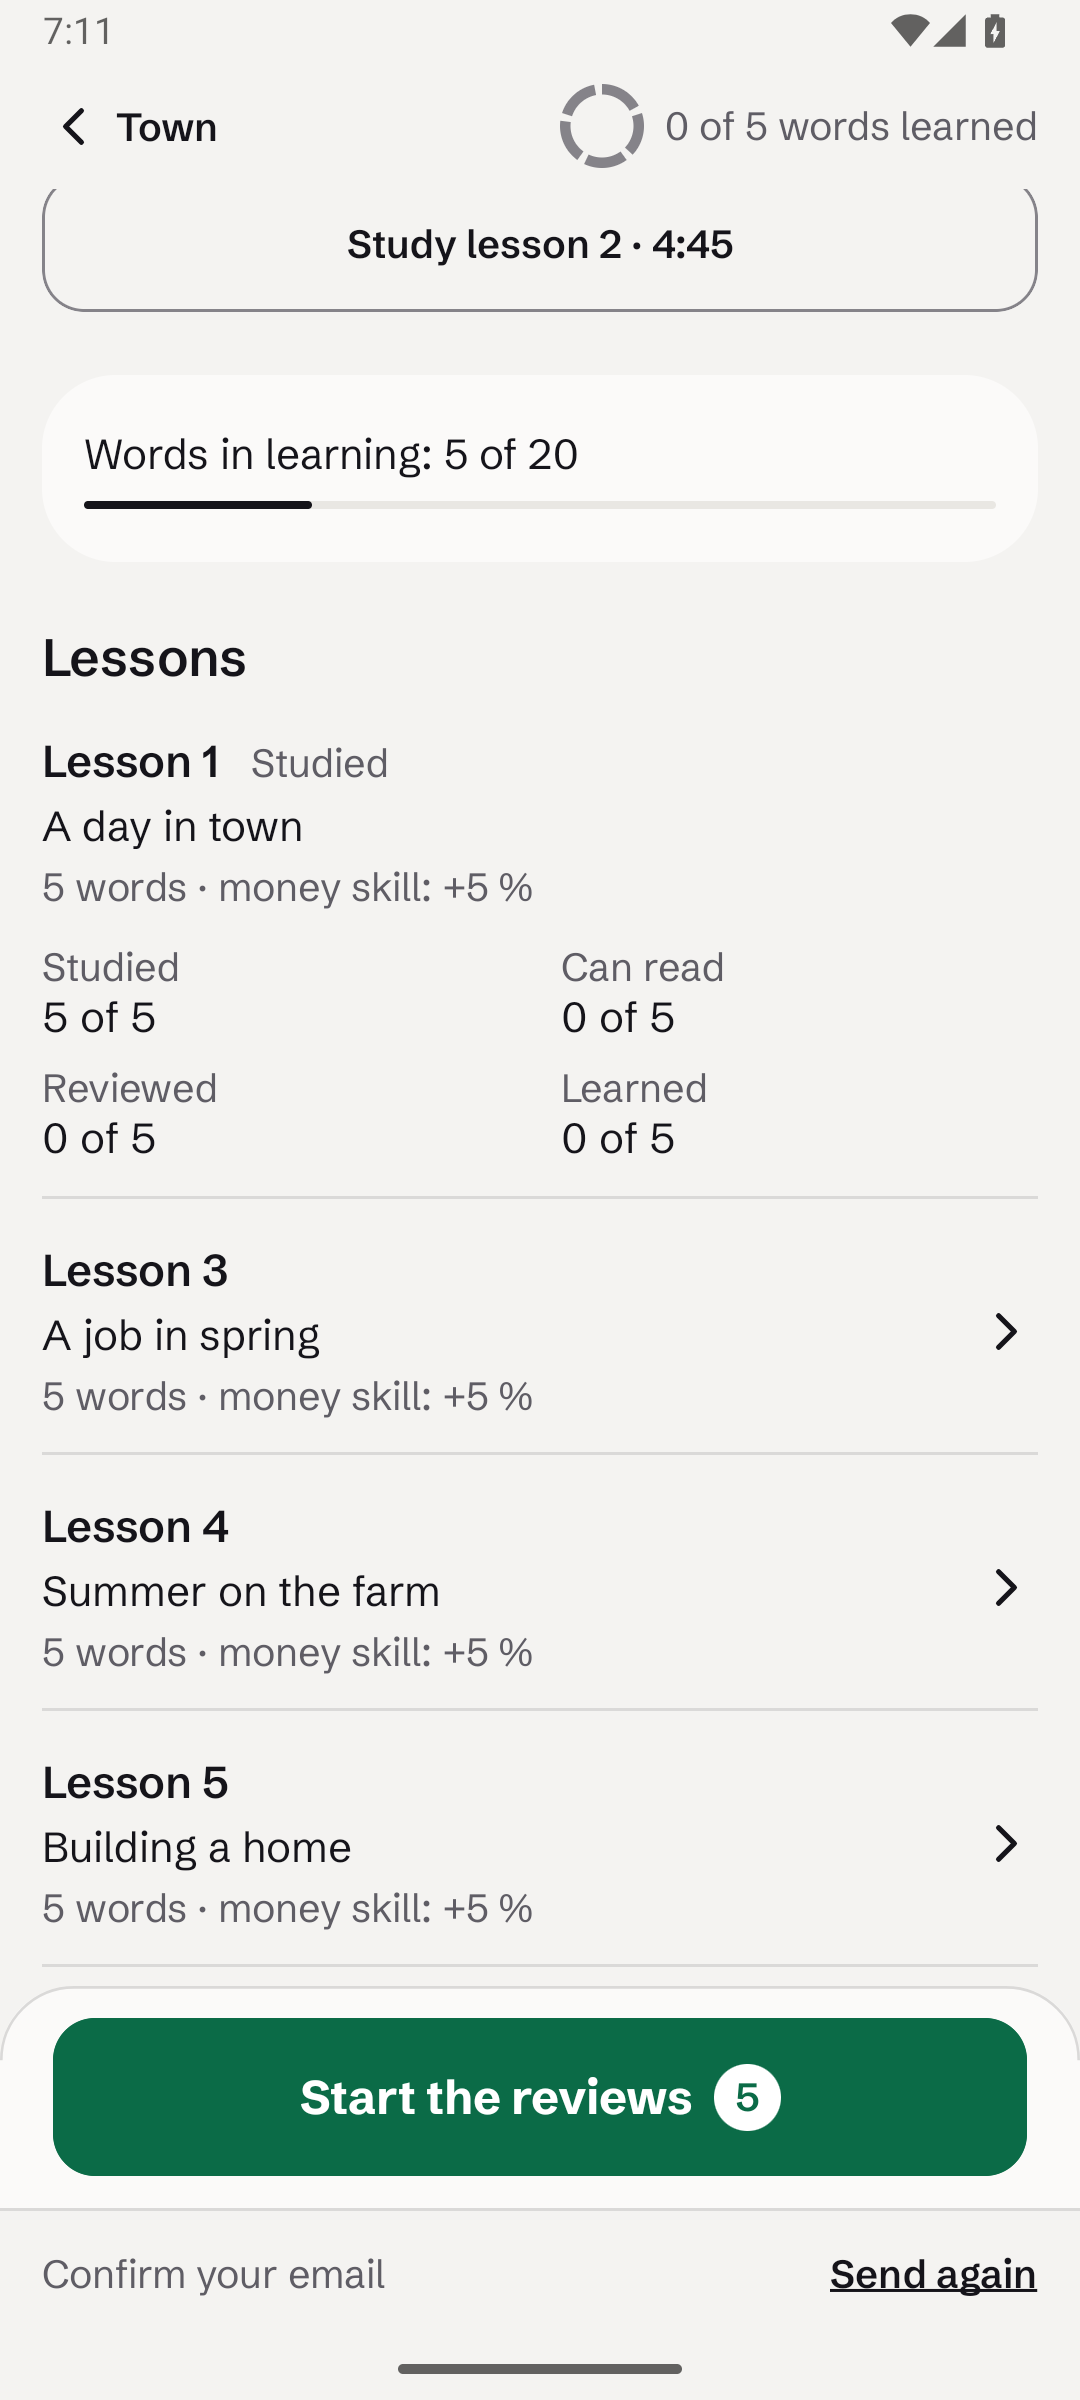 7:11
Town
0 of 5 words learned
Study lesson 2 · 4:45
Words in learning: 5 of 20
Lessons
Lesson 1 Studied
A day in town
5 words · money skill: +5 %
Studied
5 of 5
Can read
0 of 5
Reviewed
0 of 5
Learned
0 of 5
Lesson 3
A job in spring
5 words · money skill: +5 %
Lesson 4
Summer on the farm
5 words · money skill: +5 %
Lesson 5
Building a home
5 words · money skill: +5 %
Start the reviews 5
Confirm your email
Send again